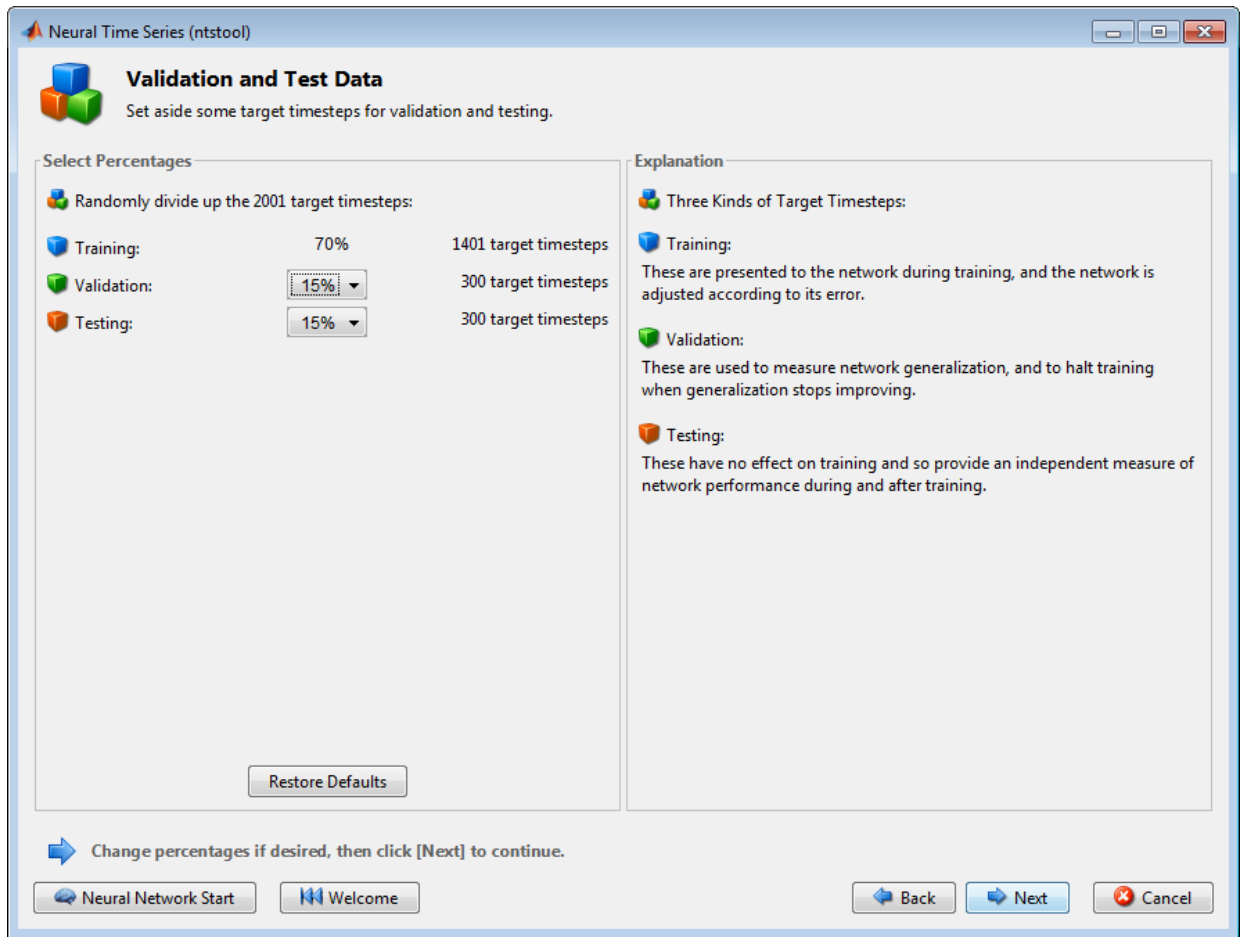 Neural Time Series (ntstool)
Validation and Test Data
Set aside some target timesteps for validation and testing.
Select Percentages
Randomly divide up the 2001 target timesteps:
Training: 70% 1401 target timesteps
Validation: 15% 300 target timesteps
Testing: 15% 300 target timesteps
Restore Defaults
Explanation
Three Kinds of Target Timesteps:
Training:
These are presented to the network during training, and the network is
adjusted according to its error.
Validation:
These are used to measure network generalization, and to halt training
when generalization stops improving.
Testing:
These have no effect on training and so provide an independent measure of
network performance during and after training.
Change percentages if desired, then click [Next] to continue.
Neural Network Start Welcome Back Next Cancel